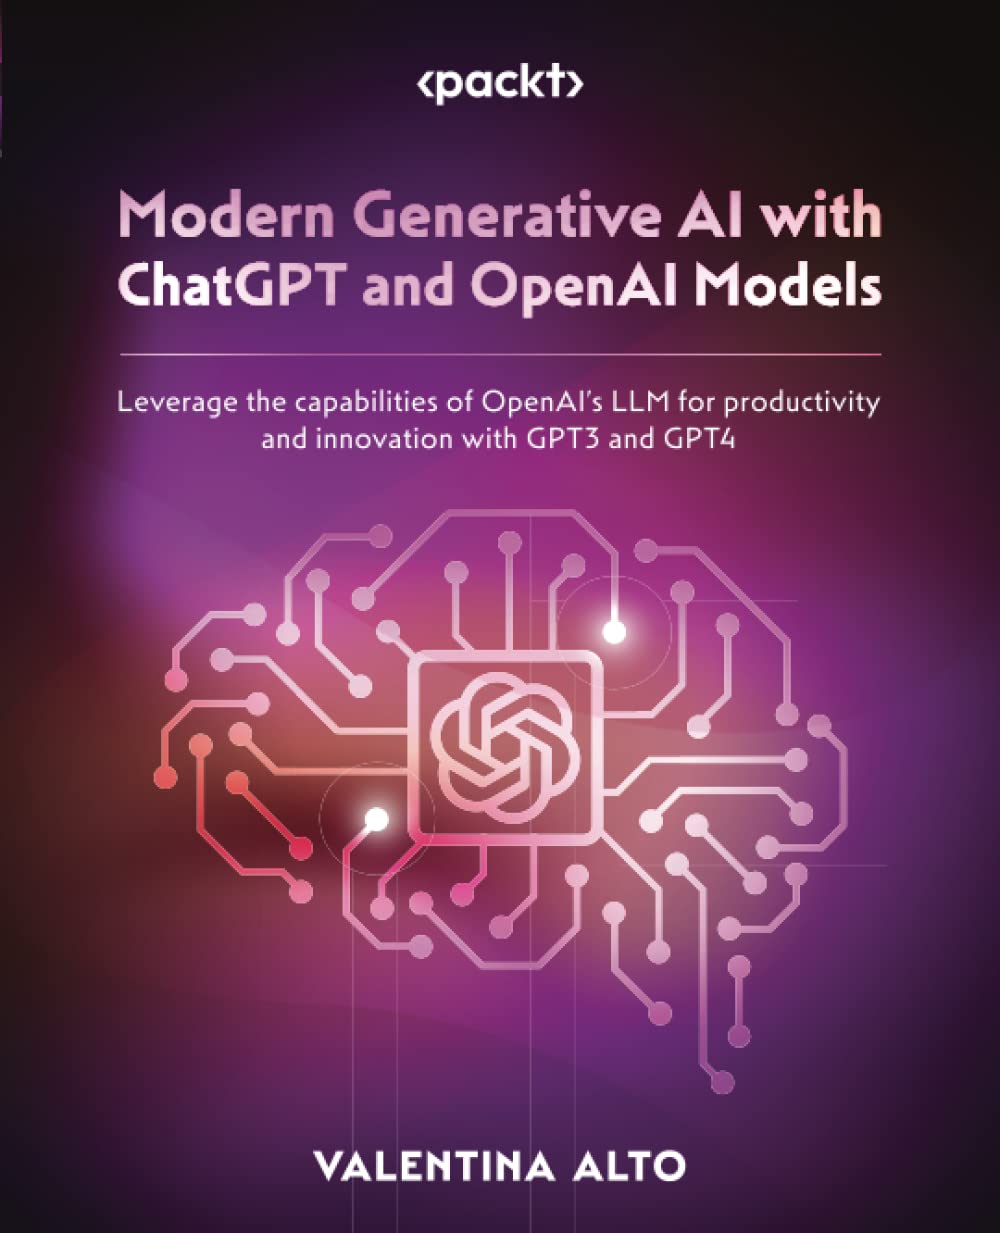 <packt>
Modern Generative AI with
ChatGPT and OpenAI Models
Leverage the capabilities of OpenAI's LLM for productivity
and innovation with GPT3 and GPT4
VALENTINA ALTO